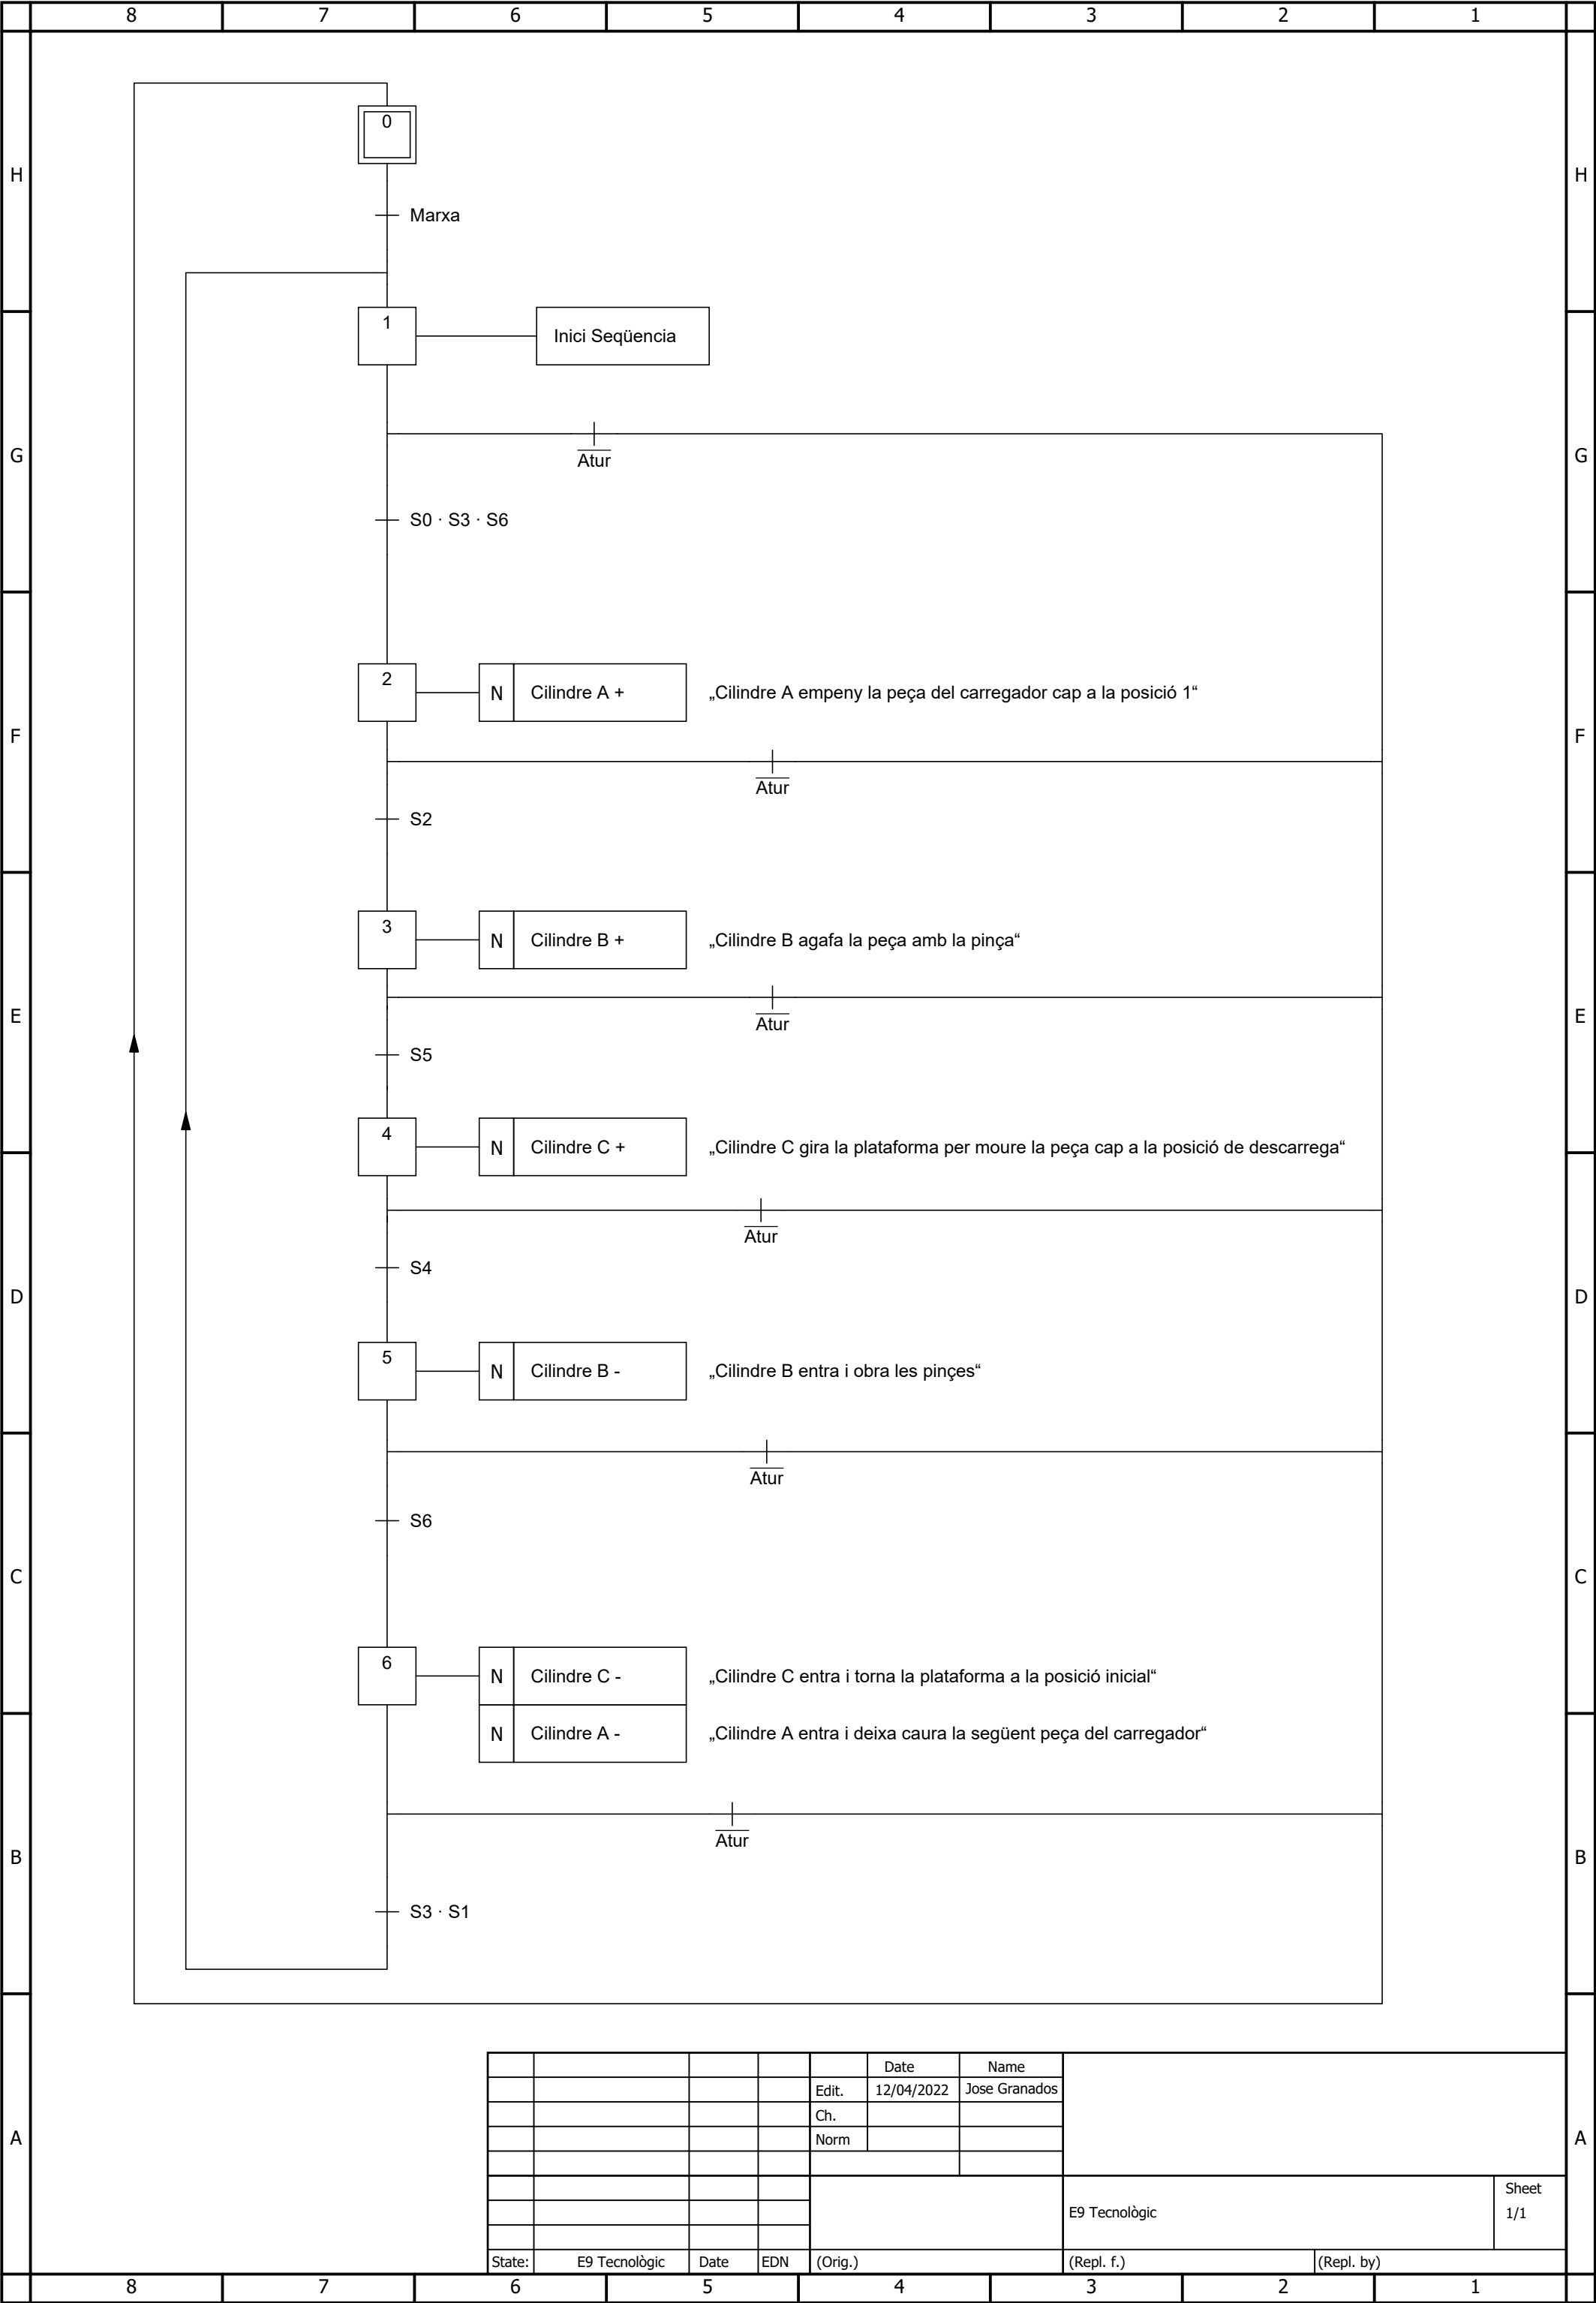 8 7 6 5 4 3 2 1
H H
0
Marxa
1 Inici Seqüencia
G G
Atur
S0 · S3 · S6
2 N Cilindre A + „Cilindre A empeny la peça del carregador cap a la posició 1“
F F
Atur
S2
3 N Cilindre B + „Cilindre B agafa la peça amb la pinça“
E E
Atur
S5
4 N Cilindre C + „Cilindre C gira la plataforma per moure la peça cap a la posició de descarrega“
Atur
S4
D D
5 N Cilindre B - „Cilindre B entra i obra les pinçes“
Atur
S6
C C
6 N Cilindre C - „Cilindre C entra i torna la plataforma a la posició inicial“
N Cilindre A - „Cilindre A entra i deixa caura la següent peça del carregador“
Atur
B B
S3 · S1
Date Name
Edit. 12/04/2022 Jose Granados
Ch.
A A
Norm
Sheet
E9 Tecnològic 1/1
State: E9 Tecnològic Date EDN (Orig.) (Repl. f.) (Repl. by)
8 7 6 5 4 3 2 1